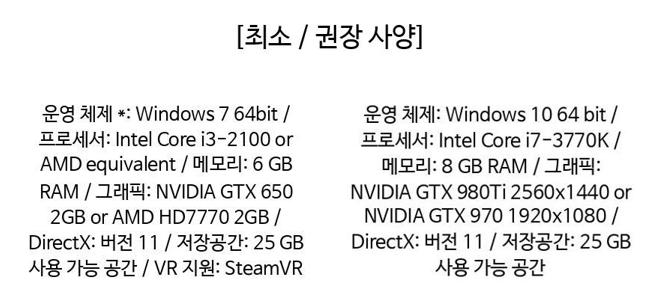 [최소 / 권장 사양]
운영 체제 *: Windows 7 64bit /
프로세서: Intel Core i3-2100 or
AMD equivalent / 메모리: 6 GB
RAM / 그래픽: NVIDIA GTX 650
2GB or AMD HD7770 2GB /
DirectX: 버전 11 / 저장공간: 25 GB
사용 가능 공간 / VR 지원: SteamVR
운영 체제: Windows 10 64 bit /
프로세서: Intel Core i7-3770K /
메모리: 8 GB RAM / 그래픽:
NVIDIA GTX 980Ti 2560x1440 or
NVIDIA GTX 970 1920x1080 /
DirectX: 버전 11 / 저장공간: 25 GB
사용 가능 공간